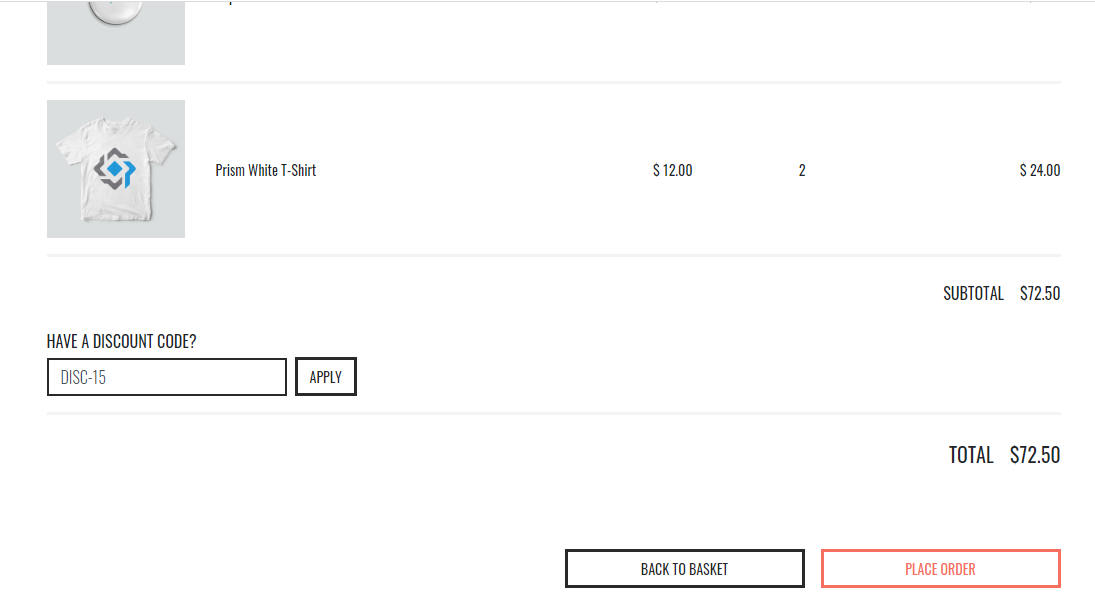 Prism White T-Shirt $ 12.00 2 $ 24.00
SUBTOTAL $72.50
HAVE A DISCOUNT CODE?
DISC-15 APPLY
TOTAL $72.50
BACK TO BASKET PLACE ORDER